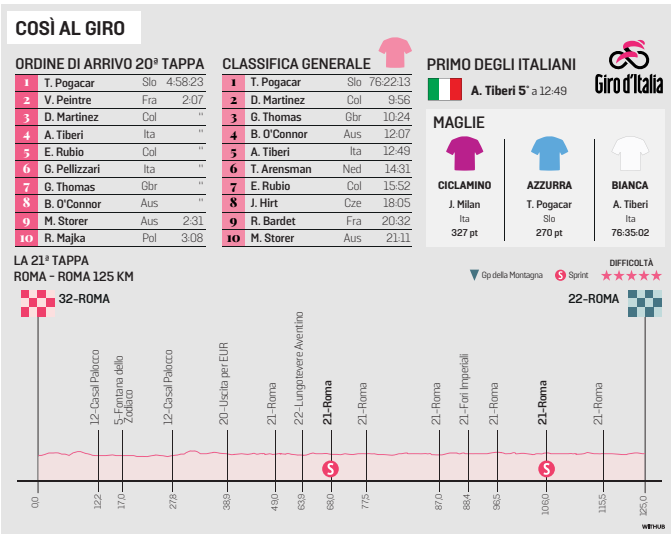 COSÌ AL GIRO
ORDINE DI ARRIVO 20ª TAPPA
1 T. Pogacar Slo 4:58:23
2 V. Peintre Fra 2:07
3 D. Martinez Col "
4 A. Tiberi Ita "
5 E. Rubio Col "
6 G. Pellizzari Ita "
7 G. Thomas Gbr "
8 B. O'Connor Aus "
9 M. Storer Aus 2:31
10 R. Majka Pol 3:08
CLASSIFICA GENERALE
1 T. Pogacar Slo 76:22:13
2 D. Martinez Col 9:56
3 G. Thomas Gbr 10:24
4 B. O'Connor Aus 12:07
5 A. Tiberi Ita 12:49
6 T. Arensman Ned 14:31
7 E. Rubio Col 15:52
8 J. Hirt Cze 18:05
9 R. Bardet Fra 20:32
10 M. Storer Aus 21:11
PRIMO DEGLI ITALIANI
A. Tiberi 5° a 12:49
Giro d'Italia
MAGLIE
CICLAMINO
J. Milan
Ita
327 pt
AZZURRA
T. Pogacar
Slo
270 pt
BIANCA
A. Tiberi
Ita
76:35:02
LA 21ª TAPPA
ROMA - ROMA 125 KM
Gp della Montagna
S Sprint
DIFFICOLTÀ
32-ROMA
22-ROMA
12-Casal Palocco
5-Fontana dello
Zodiaco
12-Casal Palocco
20-Uscita per EUR
21-Roma
22-Lungotevere Aventino
21-Roma
21-Roma
21-Roma
21-Fori Imperiali
21-Roma
21-Roma
21-Roma
S
S
0,0
12,2
17,0
27,8
38,9
49,0
63,9
68,0
77,5
87,0
88,4
96,5
106,0
115,5
125,0
WITHUB